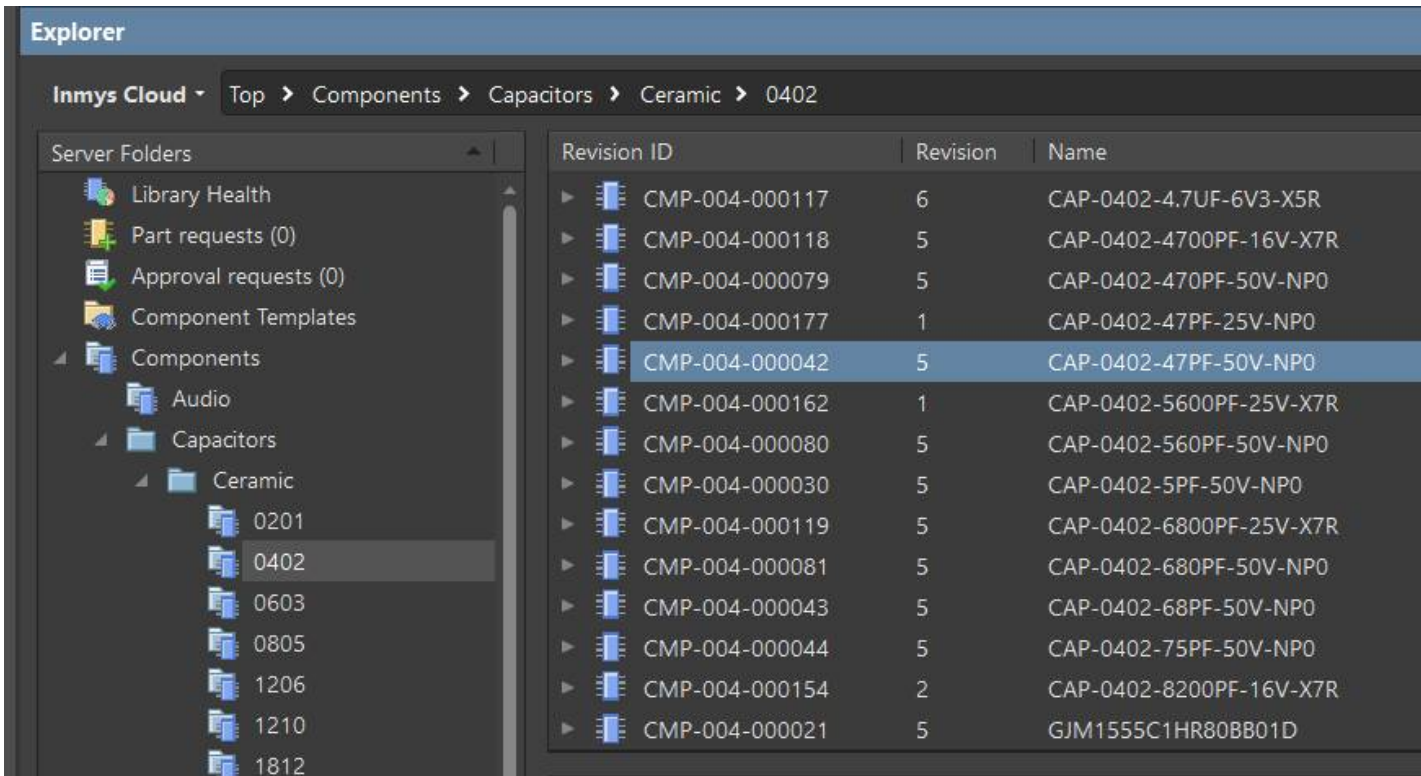 Explorer
Inmys Cloud Top > Components > Capacitors > Ceramic > 0402
Server Folders
Library Health
Part requests (0)
Approval requests (0)
Component Templates
Components
Audio
Capacitors
Ceramic
0201
0402
0603
0805
1206
1210
1812
Revision ID Revision Name
CMP-004-000117 6 CAP-0402-4.7UF-6V3-X5R
CMP-004-000118 5 CAP-0402-4700PF-16V-X7R
CMP-004-000079 5 CAP-0402-470PF-50V-NP0
CMP-004-000177 1 CAP-0402-47PF-25V-NP0
CMP-004-000042 5 CAP-0402-47PF-50V-NP0
CMP-004-000162 1 CAP-0402-5600PF-25V-X7R
CMP-004-000080 5 CAP-0402-560PF-50V-NP0
CMP-004-000030 5 CAP-0402-5PF-50V-NP0
CMP-004-000119 5 CAP-0402-6800PF-25V-X7R
CMP-004-000081 5 CAP-0402-680PF-50V-NP0
CMP-004-000043 5 CAP-0402-68PF-50V-NP0
CMP-004-000044 5 CAP-0402-75PF-50V-NP0
CMP-004-000154 2 CAP-0402-8200PF-16V-X7R
CMP-004-000021 5 GJM1555C1HR80BB01D